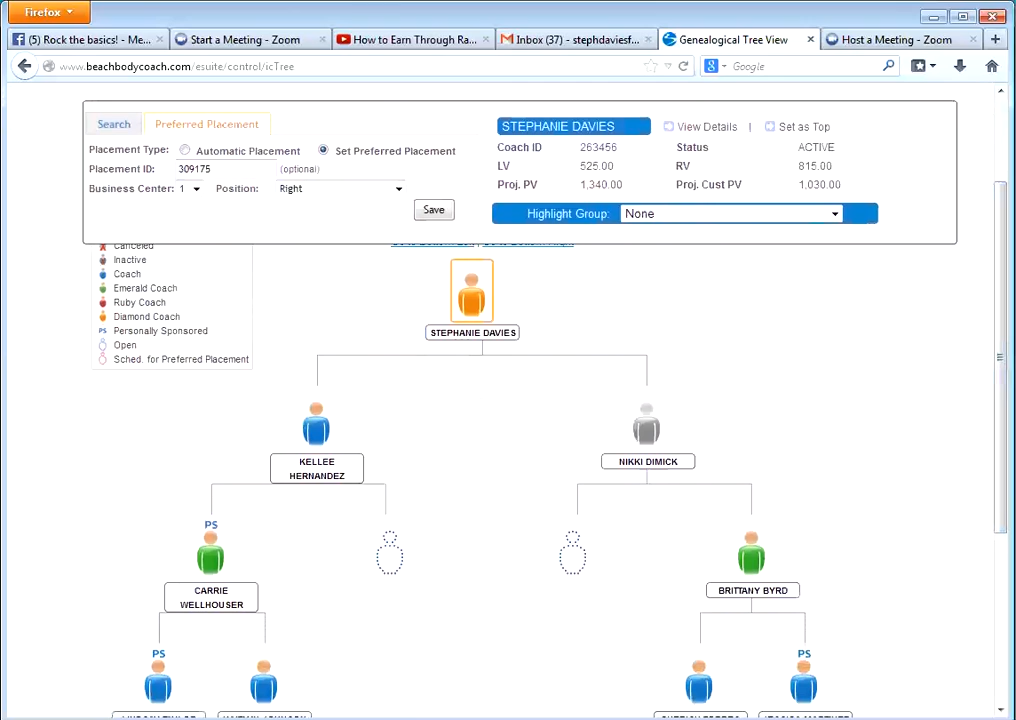 Firefox
(5) Rock the basics! - Me...
Start a Meeting - Zoom
How to Earn Through Ra...
Inbox (37) - stephdaviesf...
Genealogical Tree View
Host a Meeting - Zoom
www.beachbodycoach.com/esuite/control/icTree
Google
Search
Preferred Placement
Placement Type:
Automatic Placement
Set Preferred Placement
Placement ID:
309175
(optional)
Business Center:
1
Position:
Right
Save
STEPHANIE DAVIES
View Details
|
Set as Top
Coach ID
263456
Status
ACTIVE
LV
525.00
RV
815.00
Proj. PV
1,340.00
Proj. Cust PV
1,030.00
Highlight Group:
None
Canceled
Inactive
Coach
Emerald Coach
Ruby Coach
Diamond Coach
PS Personally Sponsored
Open
Sched. for Preferred Placement
STEPHANIE DAVIES
KELLEE
HERNANDEZ
NIKKI DIMICK
PS
CARRIE
WELLHOUSER
BRITTANY BYRD
PS
PS